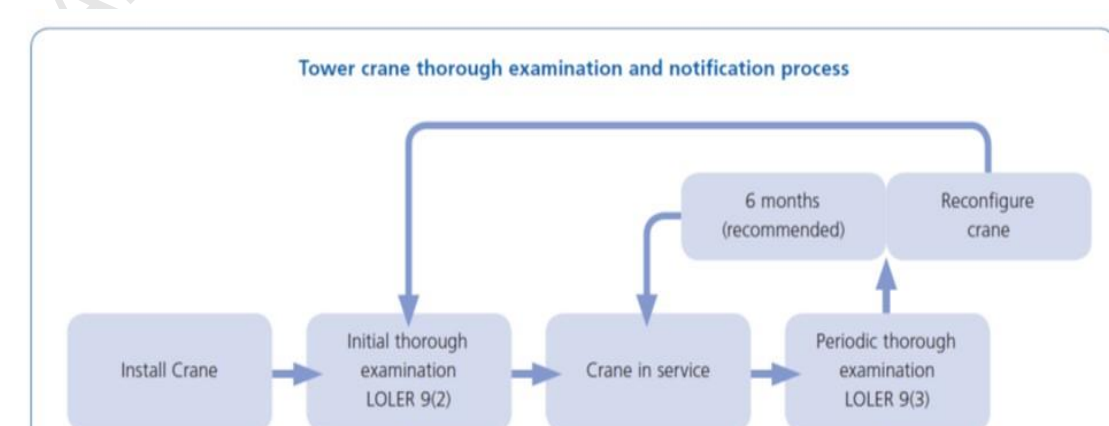 Tower crane thorough examination and notification process
6 months
(recommended)
Reconfigure
crane
Install Crane
Initial thorough
examination
LOLER 9(2)
Crane in service
Periodic thorough
examination
LOLER 9(3)